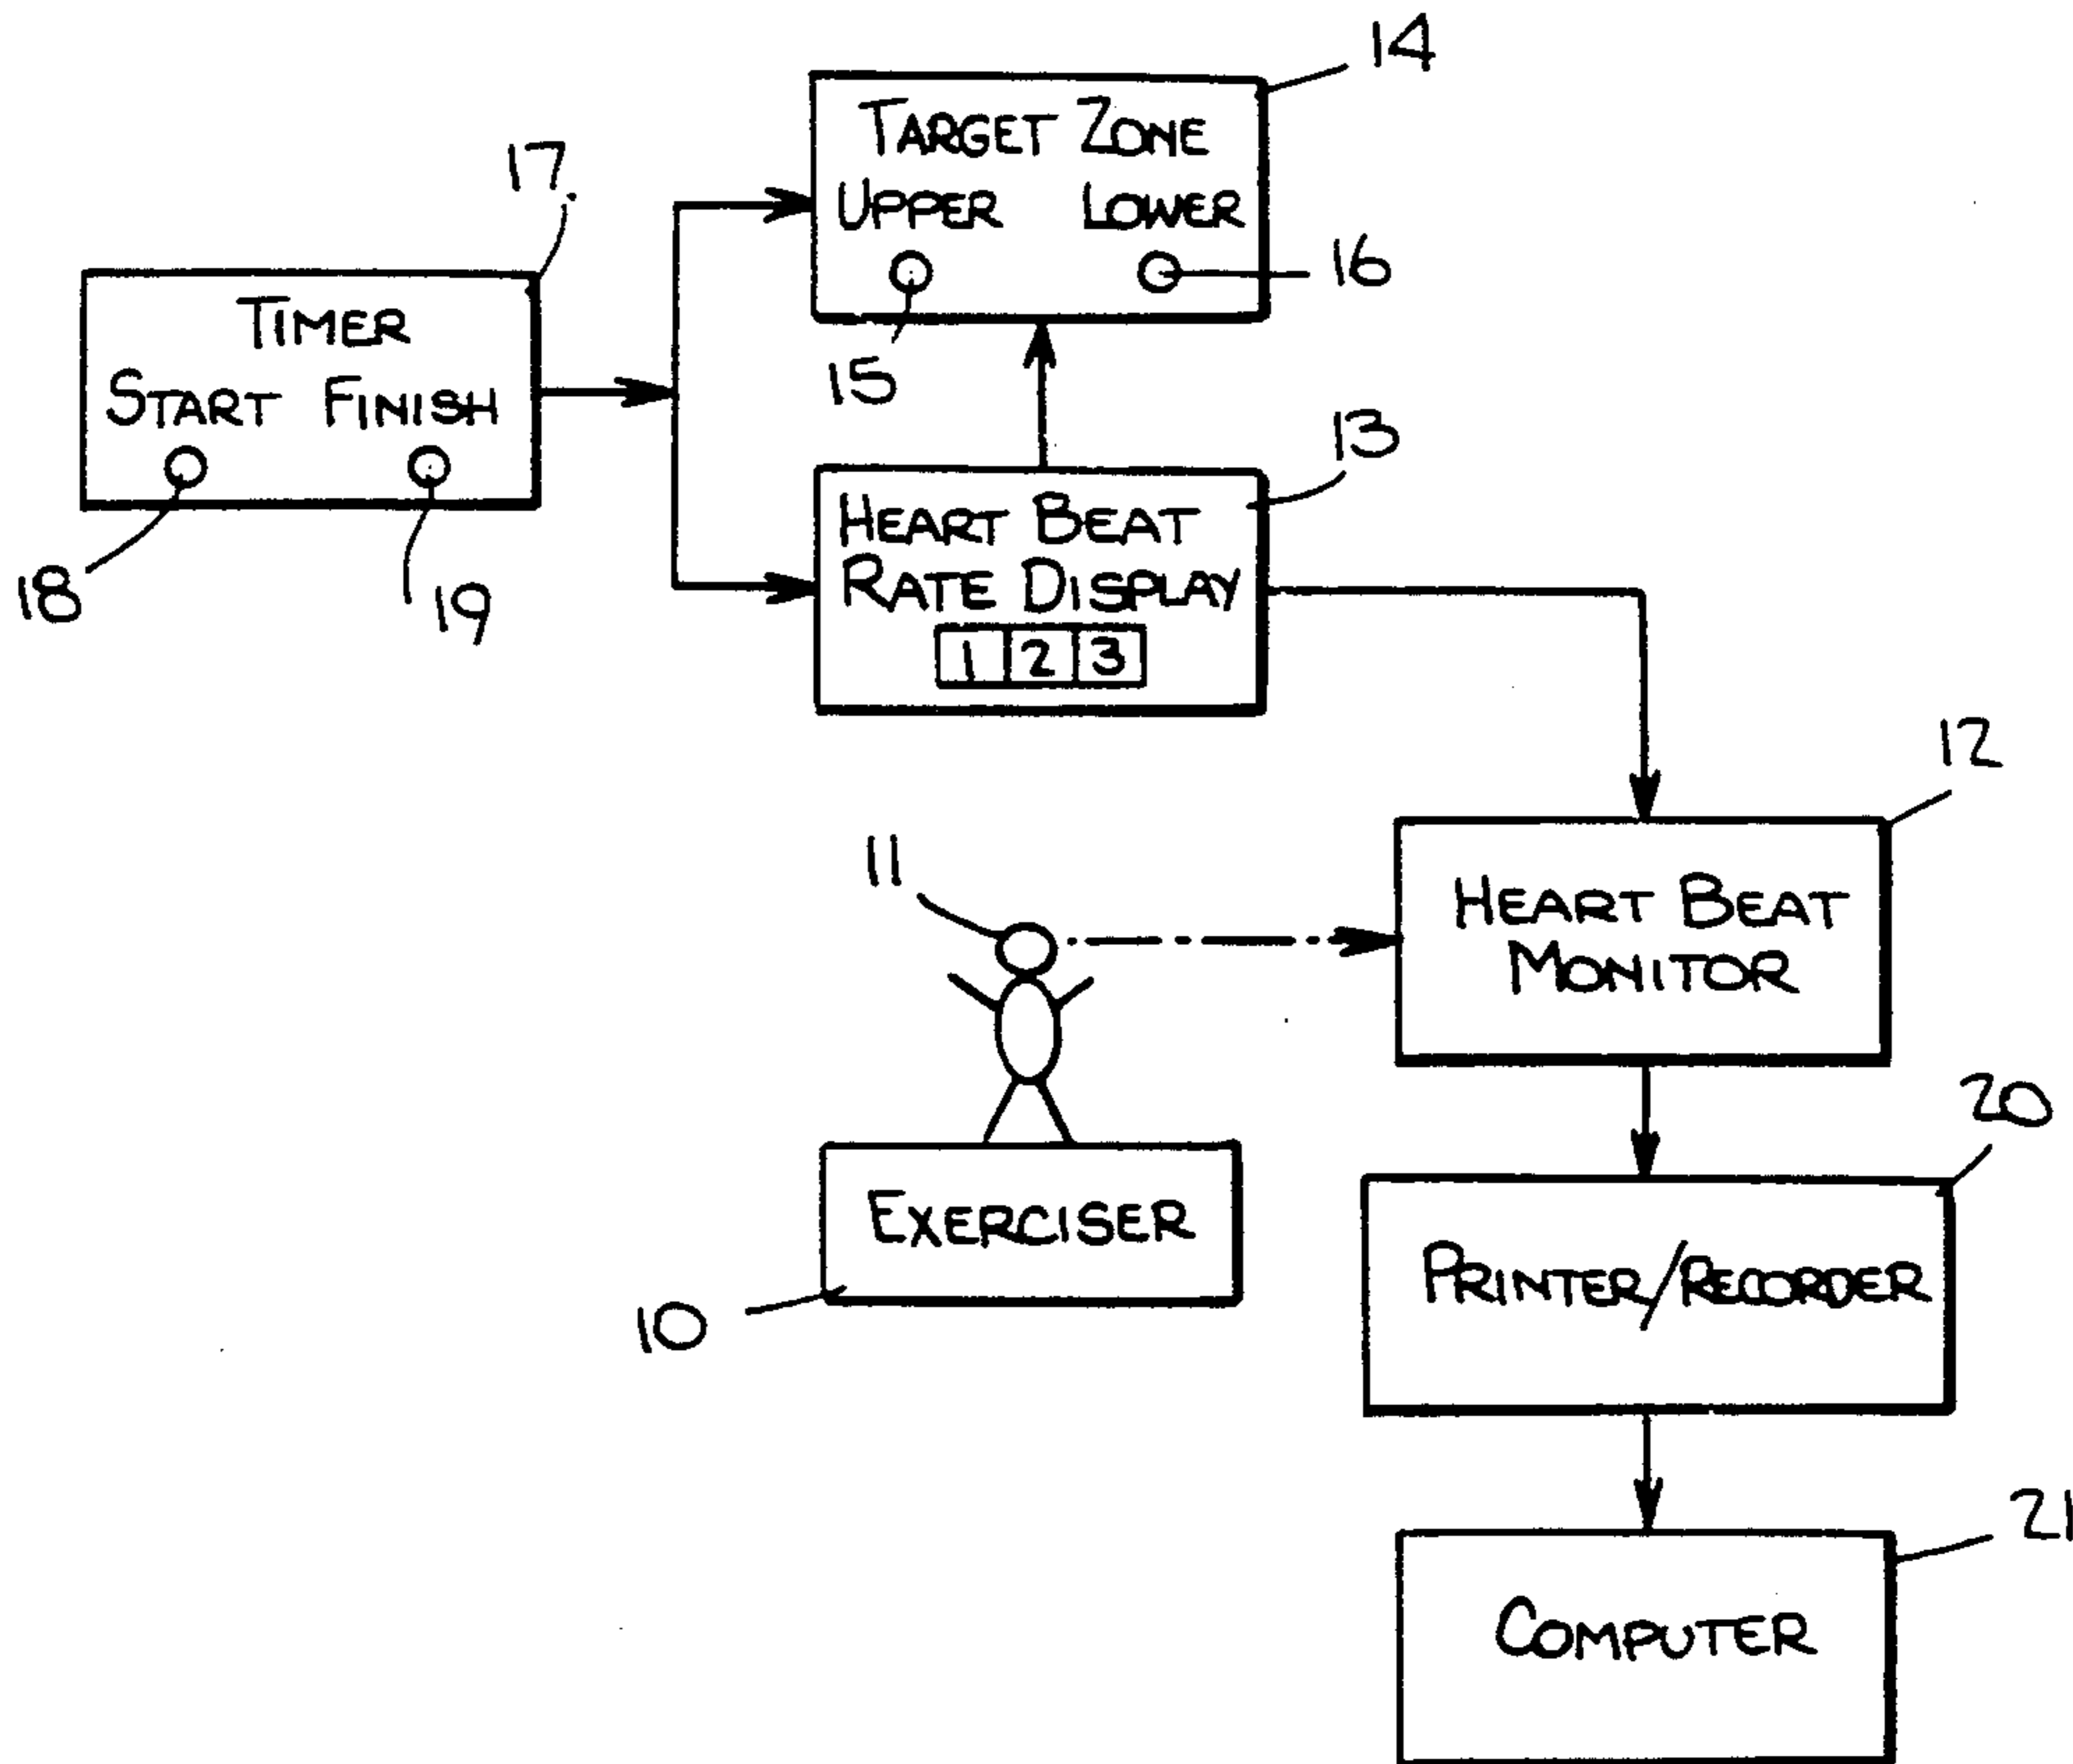 14
TARGET ZONE
UPPER LOWER
15
16
17
TIMER
START FINISH
18
19
13
HEART BEAT
RATE DISPLAY
1 2 3
12
HEART BEAT
MONITOR
11
EXERCISER
10
20
PRINTER/RECORDER
21
COMPUTER